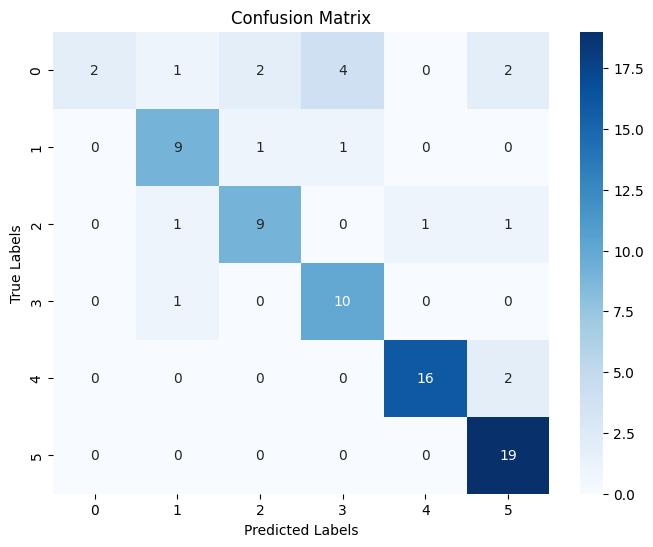 Confusion Matrix
True Labels
0 2 1 2 4 0 2
1 0 9 1 1 0 0
2 0 1 9 0 1 1
3 0 1 0 10 0 0
4 0 0 0 0 16 2
5 0 0 0 0 0 19
0 1 2 3 4 5
Predicted Labels
17.5
15.0
12.5
10.0
7.5
5.0
2.5
0.0